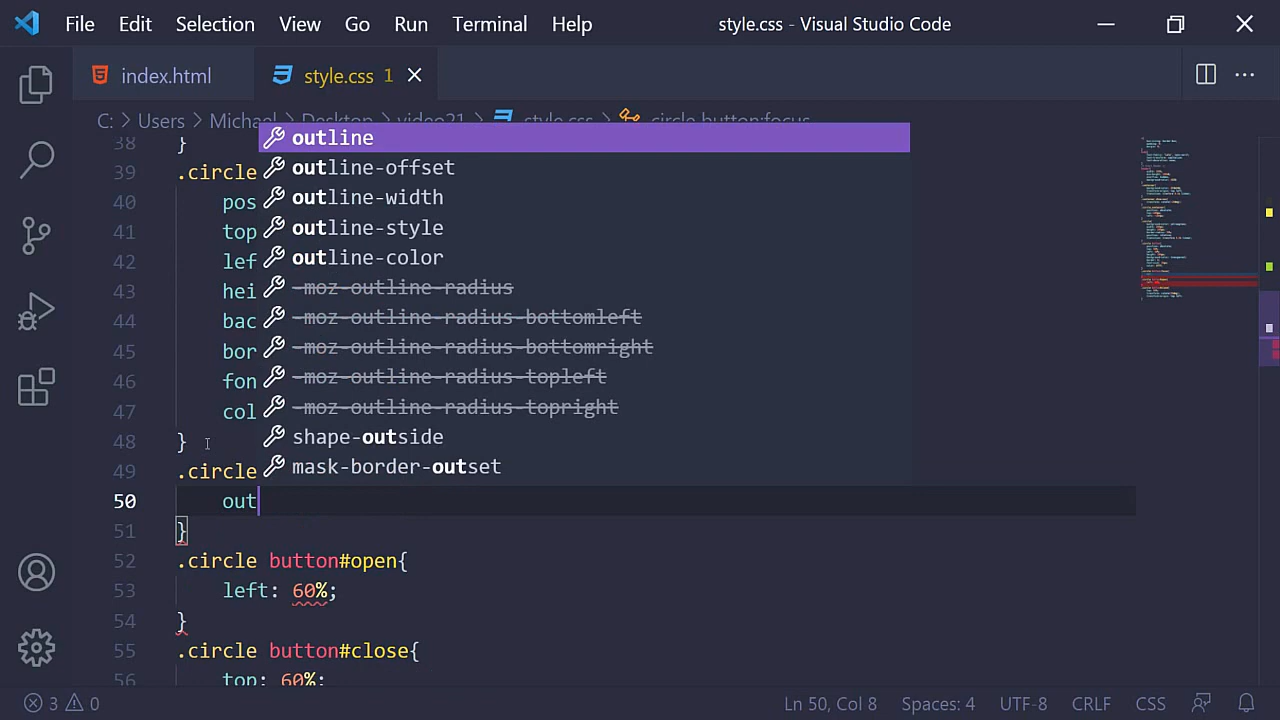 File Edit Selection View Go Run Terminal Help style.css - Visual Studio Code
index.html style.css 1
C: > Users > Michael > Desktop > video21 > style.css > .circle button:focus
38 }
39 .circle
40 pos
41 top
42 lef
43 hei
44 bac
45 bor
46 fon
47 col
48 }
49 .circle
50 out
51 }
52 .circle button#open{
53 left: 60%;
54 }
55 .circle button#close{
56 top: 60%;
outline
outline-offset
outline-width
outline-style
outline-color
-moz-outline-radius
-moz-outline-radius-bottomleft
-moz-outline-radius-bottomright
-moz-outline-radius-topleft
-moz-outline-radius-topright
shape-outside
mask-border-outset
3 0 Ln 50, Col 8 Spaces: 4 UTF-8 CRLF CSS